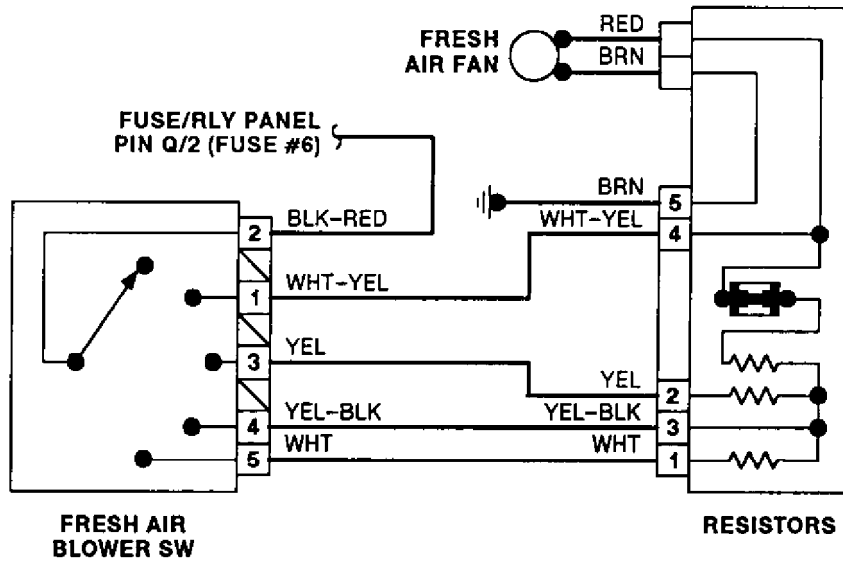 RED
FRESH
AIR FAN
BRN
FUSE/RLY PANEL
PIN Q/2 (FUSE #6)
BRN
5
WHT-YEL
4
2
BLK-RED
1
WHT-YEL
3
YEL
YEL
2
4
YEL-BLK
YEL-BLK
3
5
WHT
WHT
1
FRESH AIR
BLOWER SW
RESISTORS